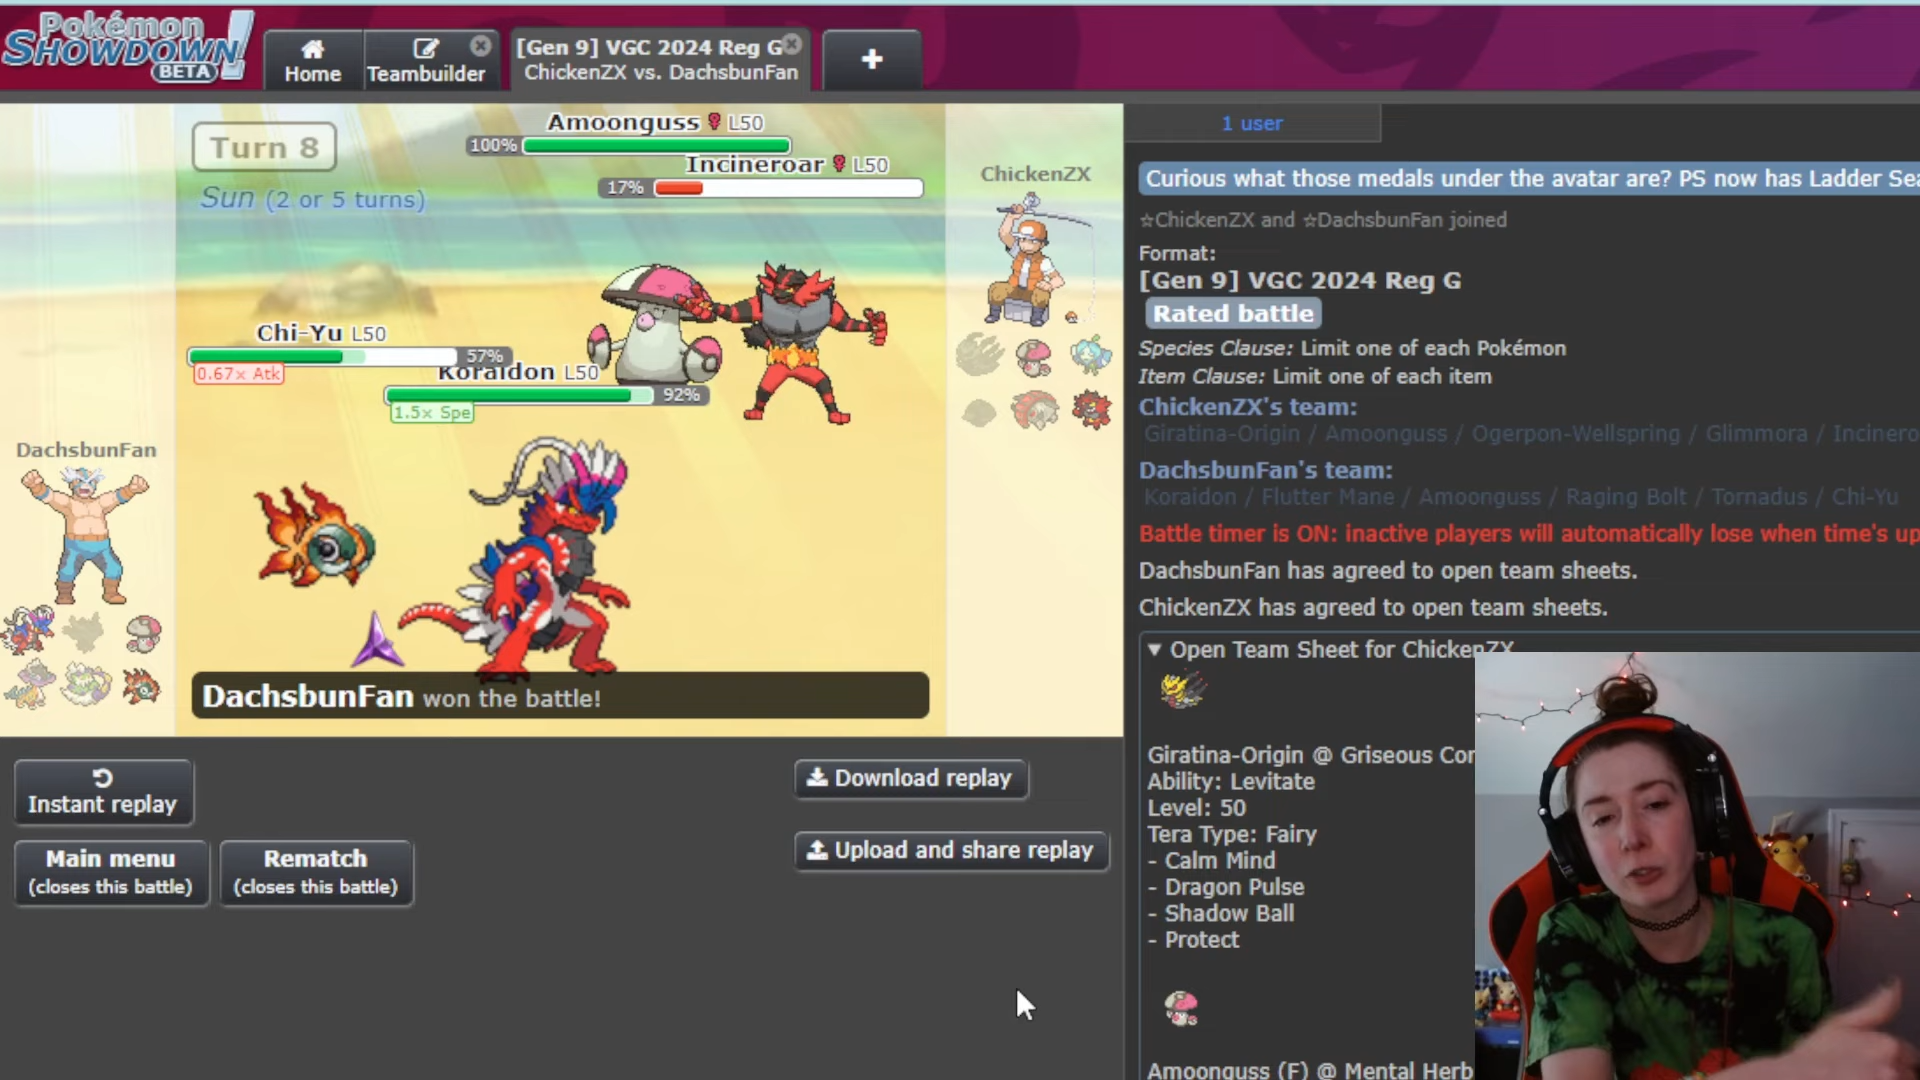 Pokémon
SHOWDOWN!
BETA
Home
Teambuilder
[Gen 9] VGC 2024 Reg G
ChickenZX vs. DachsbunFan
Turn 8
Sun (2 or 5 turns)
Amoonguss L50
100%
Incineroar L50
17%
Chi-Yu L50
57%
0.67× Atk
Koraidon L50
92%
1.5× Spe
ChickenZX
DachsbunFan
DachsbunFan won the battle!
Instant replay
Download replay
Upload and share replay
Main menu
(closes this battle)
Rematch
(closes this battle)
1 user
Curious what those medals under the avatar are? PS now has Ladder Sea
☆ChickenZX and ☆DachsbunFan joined
Format:
[Gen 9] VGC 2024 Reg G
Rated battle
Species Clause: Limit one of each Pokémon
Item Clause: Limit one of each item
ChickenZX's team:
Giratina-Origin / Amoonguss / Ogerpon-Wellspring / Glimmora / Incinero
DachsbunFan's team:
Koraidon / Flutter Mane / Amoonguss / Raging Bolt / Tornadus / Chi-Yu
Battle timer is ON: inactive players will automatically lose when time's up
DachsbunFan has agreed to open team sheets.
ChickenZX has agreed to open team sheets.
▼ Open Team Sheet for ChickenZX
Giratina-Origin @ Griseous Cor
Ability: Levitate
Level: 50
Tera Type: Fairy
- Calm Mind
- Dragon Pulse
- Shadow Ball
- Protect
Amoonguss (F) @ Mental Herb